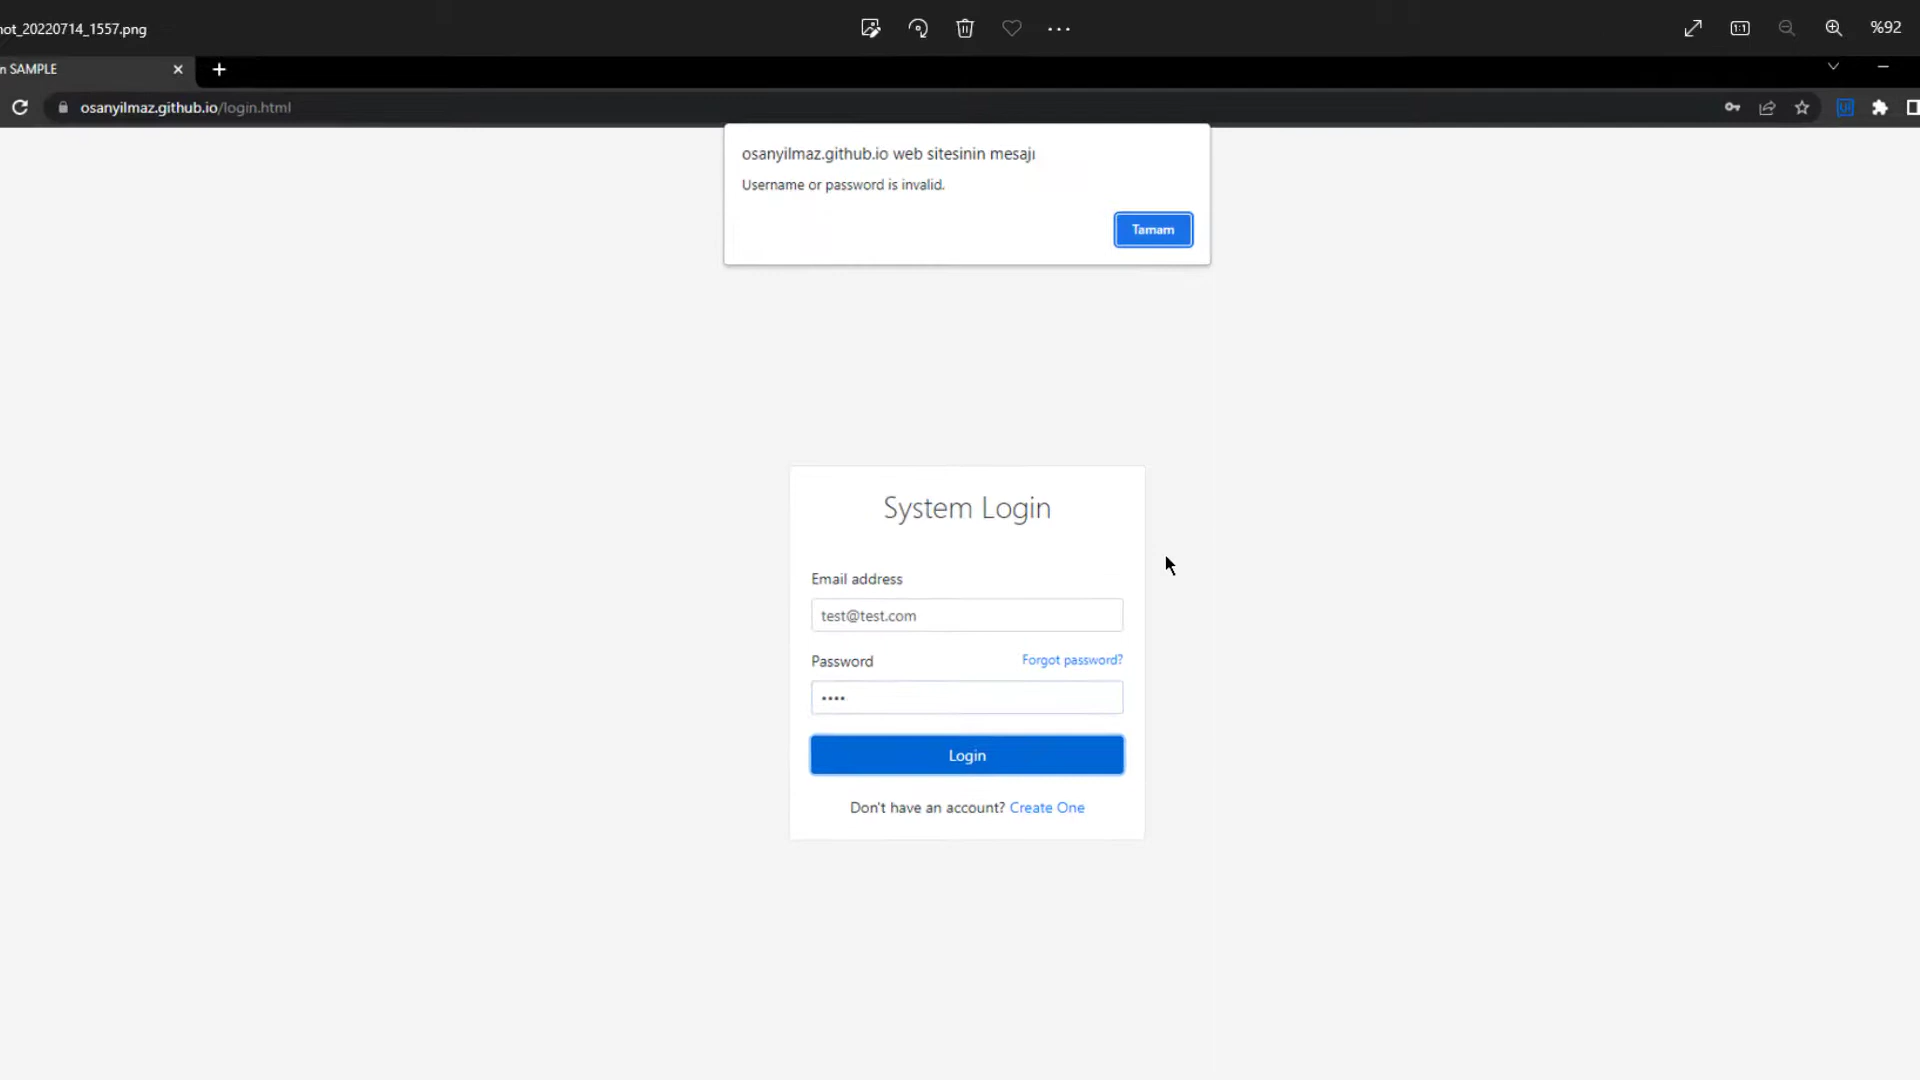 not_20220714_1557.png
%92
n SAMPLE
osanyilmaz.github.io/login.html
osanyilmaz.github.io web sitesinin mesajı
Username or password is invalid.
Tamam
System Login
Email address
test@test.com
Password
Forgot password?
••••
Login
Don't have an account? Create One